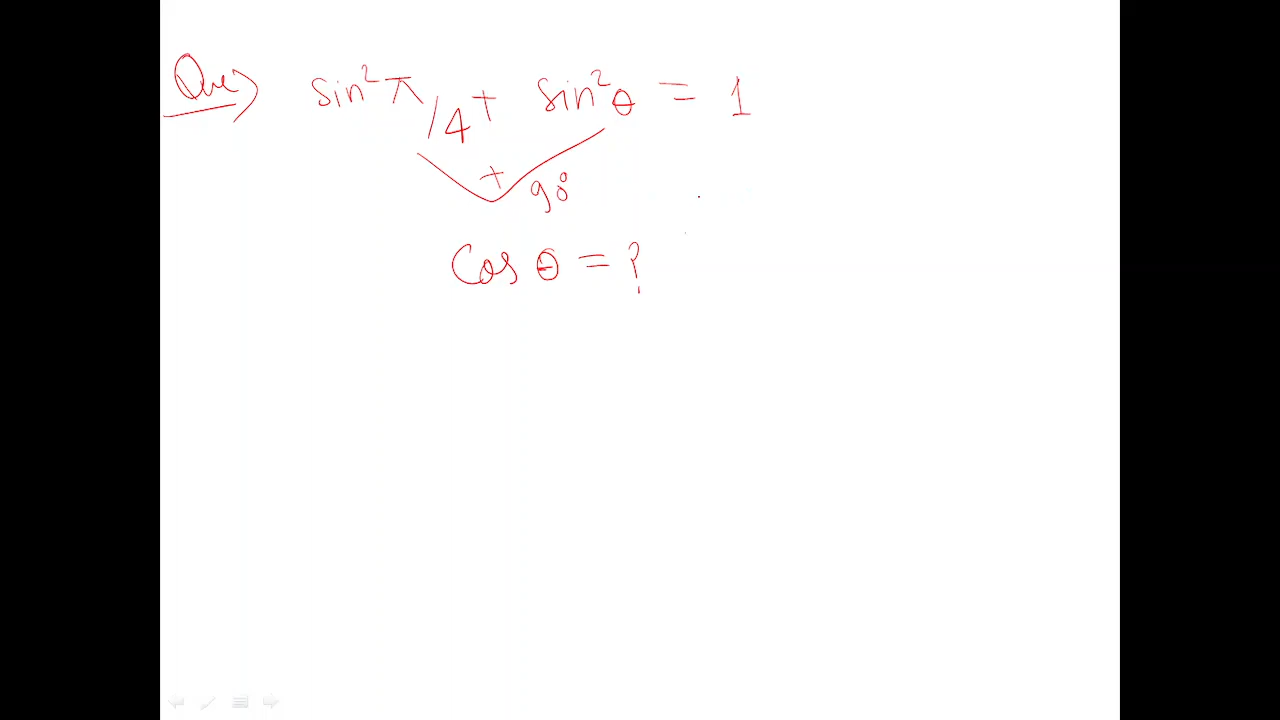 Que) sin²π/4 + sin²θ = 1
+ 90°
Cos θ = ?